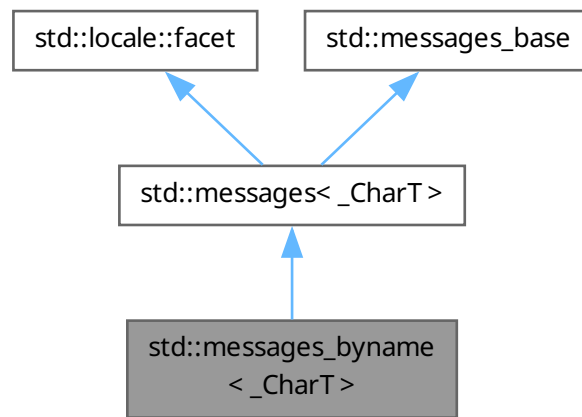 std::locale::facet
std::messages_base
std::messages< _CharT >
std::messages_byname
< _CharT >